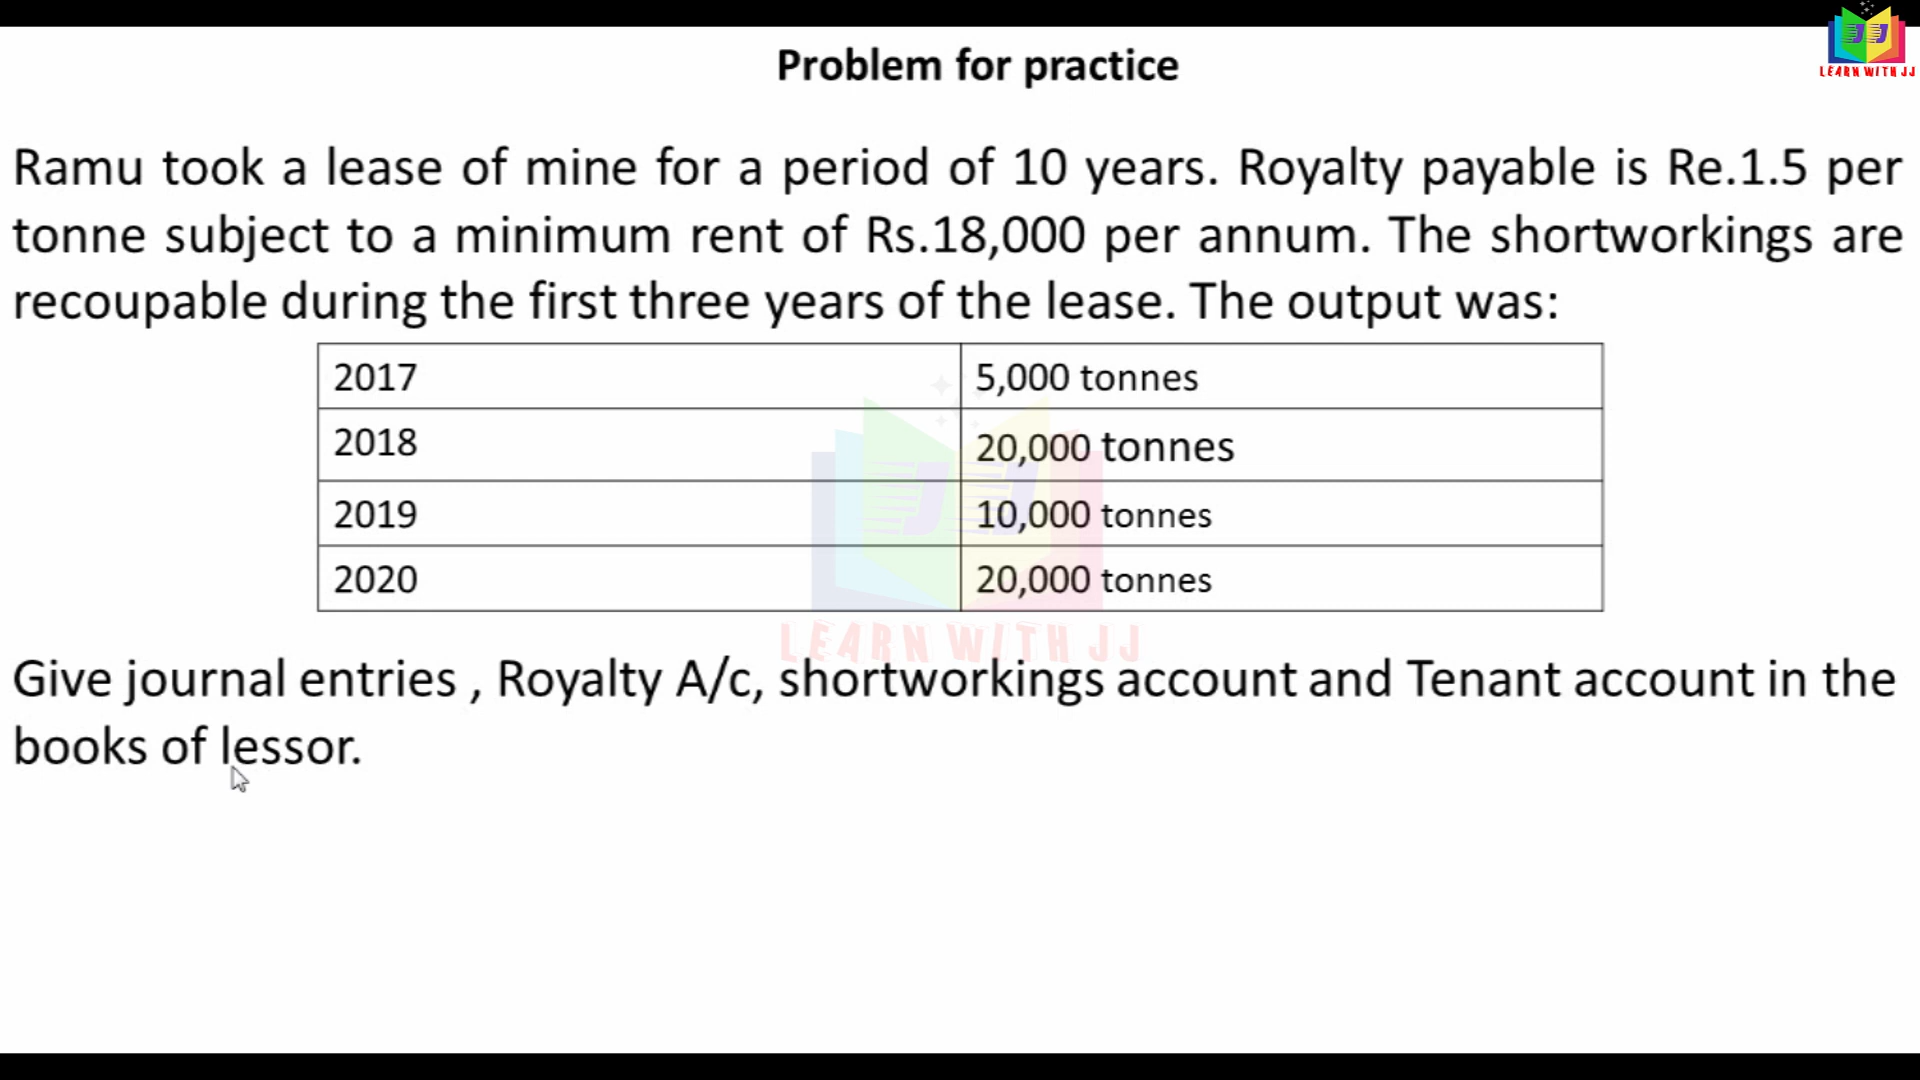 LEARN WITH JJ
Problem for practice
Ramu took a lease of mine for a period of 10 years. Royalty payable is Re.1.5 per
tonne subject to a minimum rent of Rs.18,000 per annum. The shortworkings are
recoupable during the first three years of the lease. The output was:
2017 5,000 tonnes
2018 20,000 tonnes
2019 10,000 tonnes
2020 20,000 tonnes
LEARN WITH JJ
Give journal entries , Royalty A/c, shortworkings account and Tenant account in the
books of lessor.